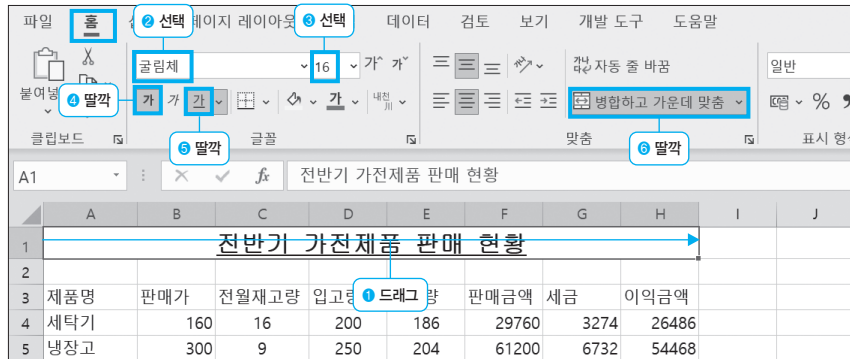 파일 홈 ❷ 선택 페이지 레이아웃 ❸ 선택 데이터 검토 보기 개발 도구 도움말
굴림체 16 가 가 갌 자동 줄 바꿈 일반
붙여넣 ❹ 딸깍 가 가 가 가 내천 병합하고 가운데 맞춤 %
❺ 딸깍 ❻ 딸깍
클립보드 글꼴 맞춤 표시 형
A1 fx 전반기 가전제품 판매 현황
A B C D E F G H I J
1 전반기 가전제품 판매 현황
2
❶ 드래그
3 제품명 판매가 전월재고량 입고 량 판매금액 세금 이익금액
4 세탁기 160 16 200 186 29760 3274 26486
5 냉장고 300 9 250 204 61200 6732 54468